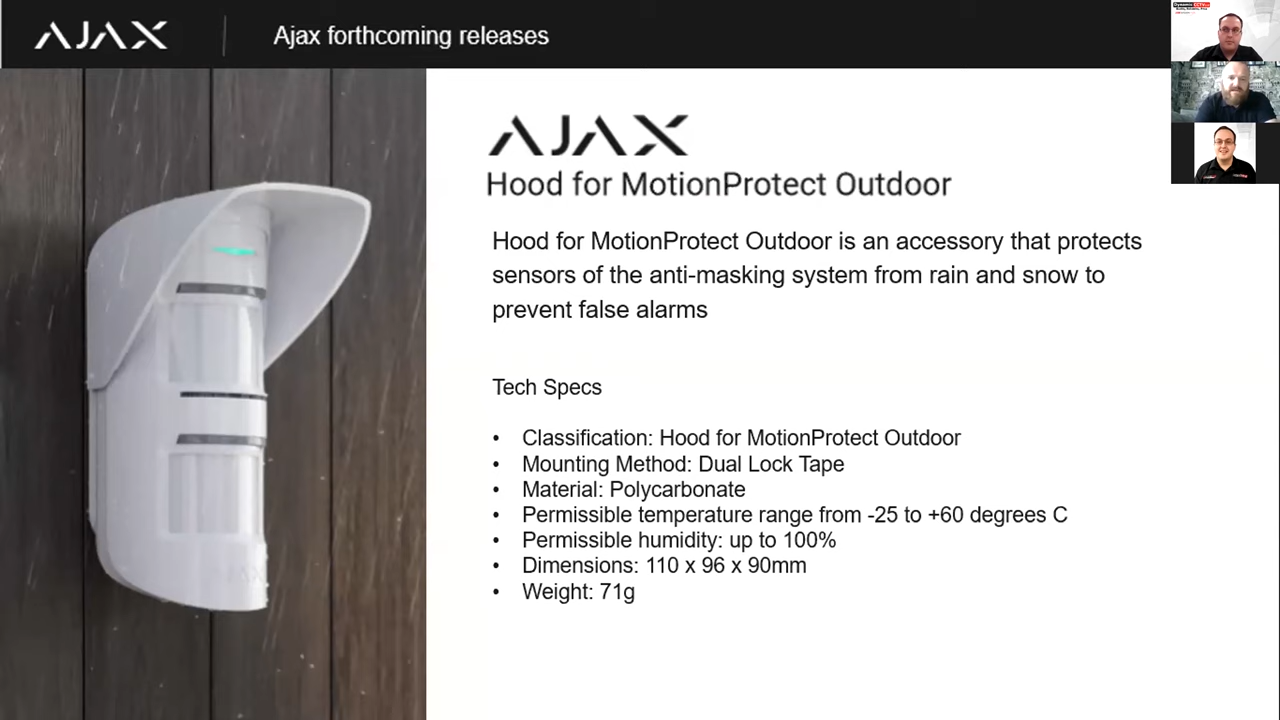 AJAX
Ajax forthcoming releases
AJAX
Hood for MotionProtect Outdoor
Hood for MotionProtect Outdoor is an accessory that protects
sensors of the anti-masking system from rain and snow to
prevent false alarms
Tech Specs
• Classification: Hood for MotionProtect Outdoor
• Mounting Method: Dual Lock Tape
• Material: Polycarbonate
• Permissible temperature range from -25 to +60 degrees C
• Permissible humidity: up to 100%
• Dimensions: 110 x 96 x 90mm
• Weight: 71g
AJAX